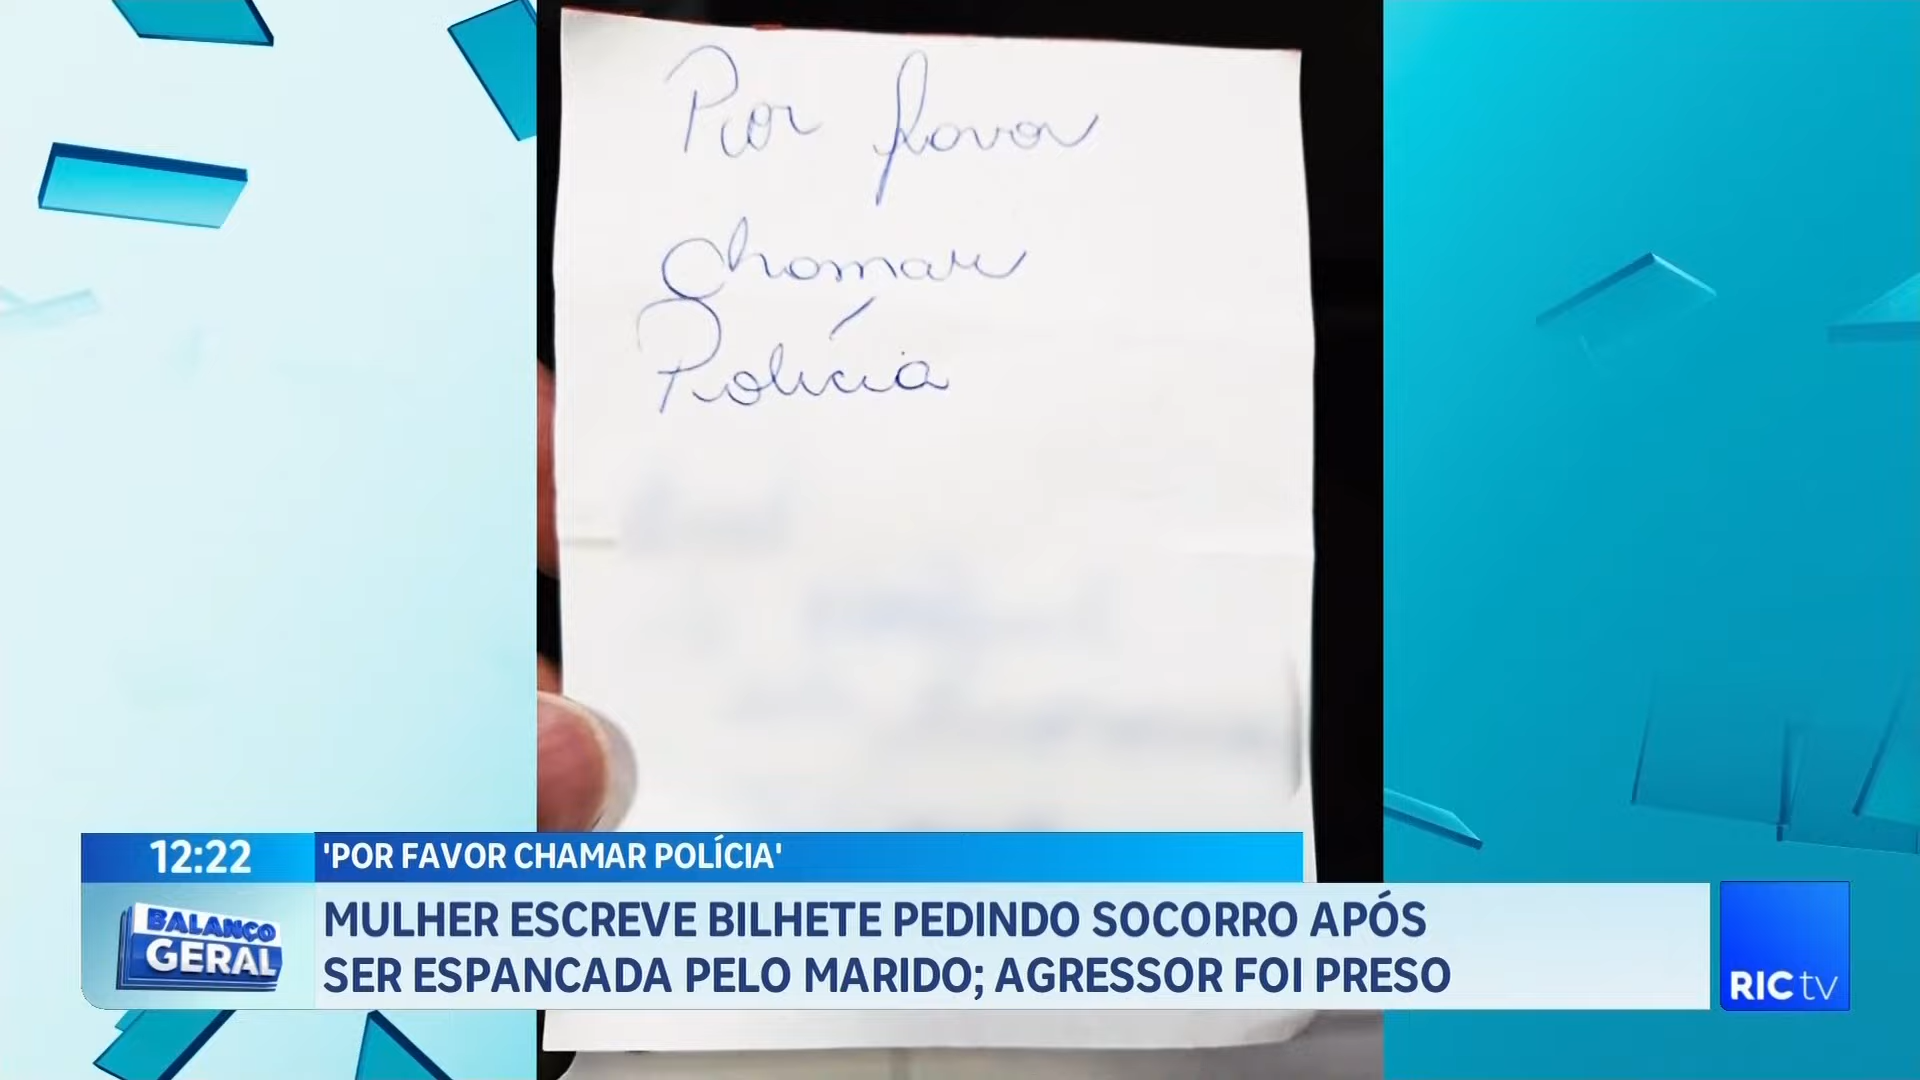 Por favor
chamar
Polícia
12:22
'POR FAVOR CHAMAR POLÍCIA'
BALANÇO
GERAL
MULHER ESCREVE BILHETE PEDINDO SOCORRO APÓS
SER ESPANCADA PELO MARIDO; AGRESSOR FOI PRESO
RIC tv